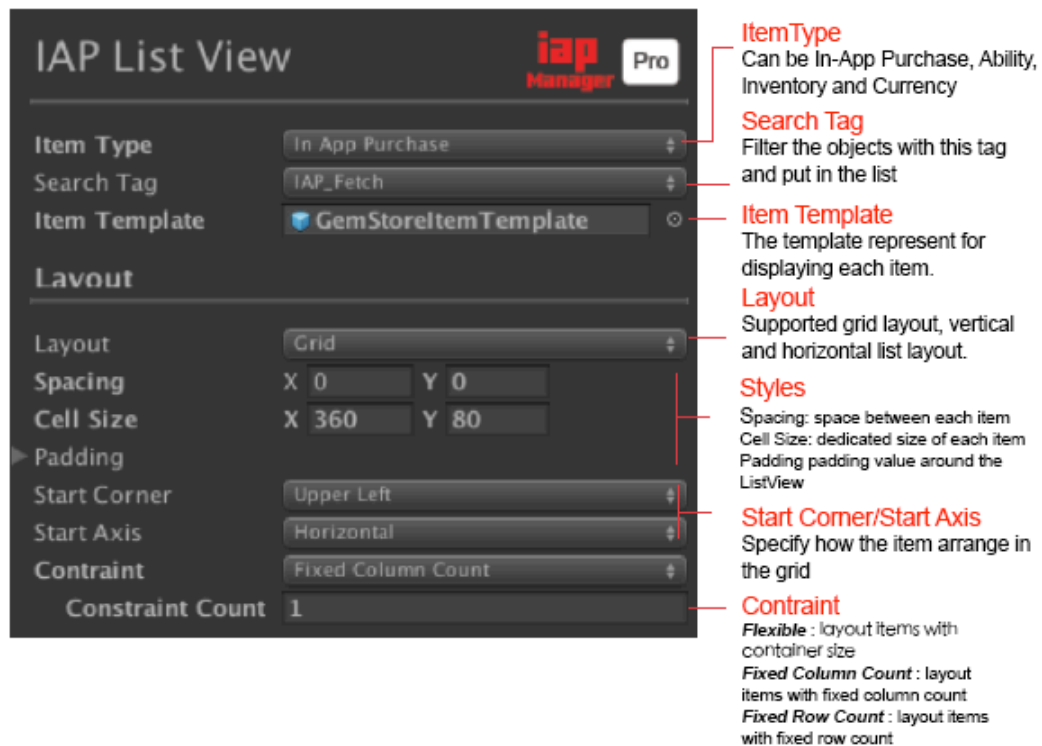 IAP List View
iap
Manager
Pro
Item Type In App Purchase
Search Tag IAP_Fetch
Item Template GemStoreItemTemplate
Layout
Layout Grid
Spacing X 0 Y 0
Cell Size X 360 Y 80
Padding
Start Corner Upper Left
Start Axis Horizontal
Contraint Fixed Column Count
Constraint Count 1
ItemType
Can be In-App Purchase, Ability,
Inventory and Currency
Search Tag
Filter the objects with this tag
and put in the list
Item Template
The template represent for
displaying each item.
Layout
Supported grid layout, vertical
and horizontal list layout.
Styles
Spacing: space between each item
Cell Size: dedicated size of each item
Padding padding value around the
ListView
Start Corner/Start Axis
Specify how the item arrange in
the grid
Contraint
Flexible : layout items with
container size
Fixed Column Count : layout
items with fixed column count
Fixed Row Count : layout items
with fixed row count